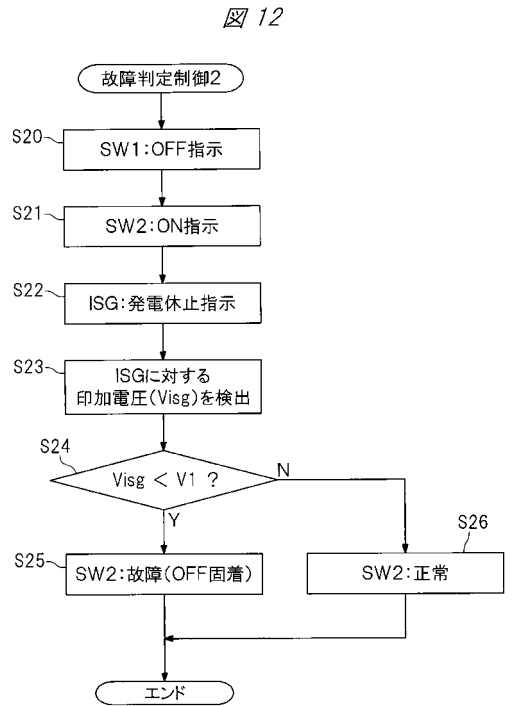 図 12
故障判定制御2
S20
SW1:OFF指示
S21
SW2:ON指示
S22
ISG:発電休止指示
S23
ISGに対する
印加電圧(Visg)を検出
S24
Visg < V1 ?
N
Y
S25
SW2:故障(OFF固着)
S26
SW2:正常
エンド